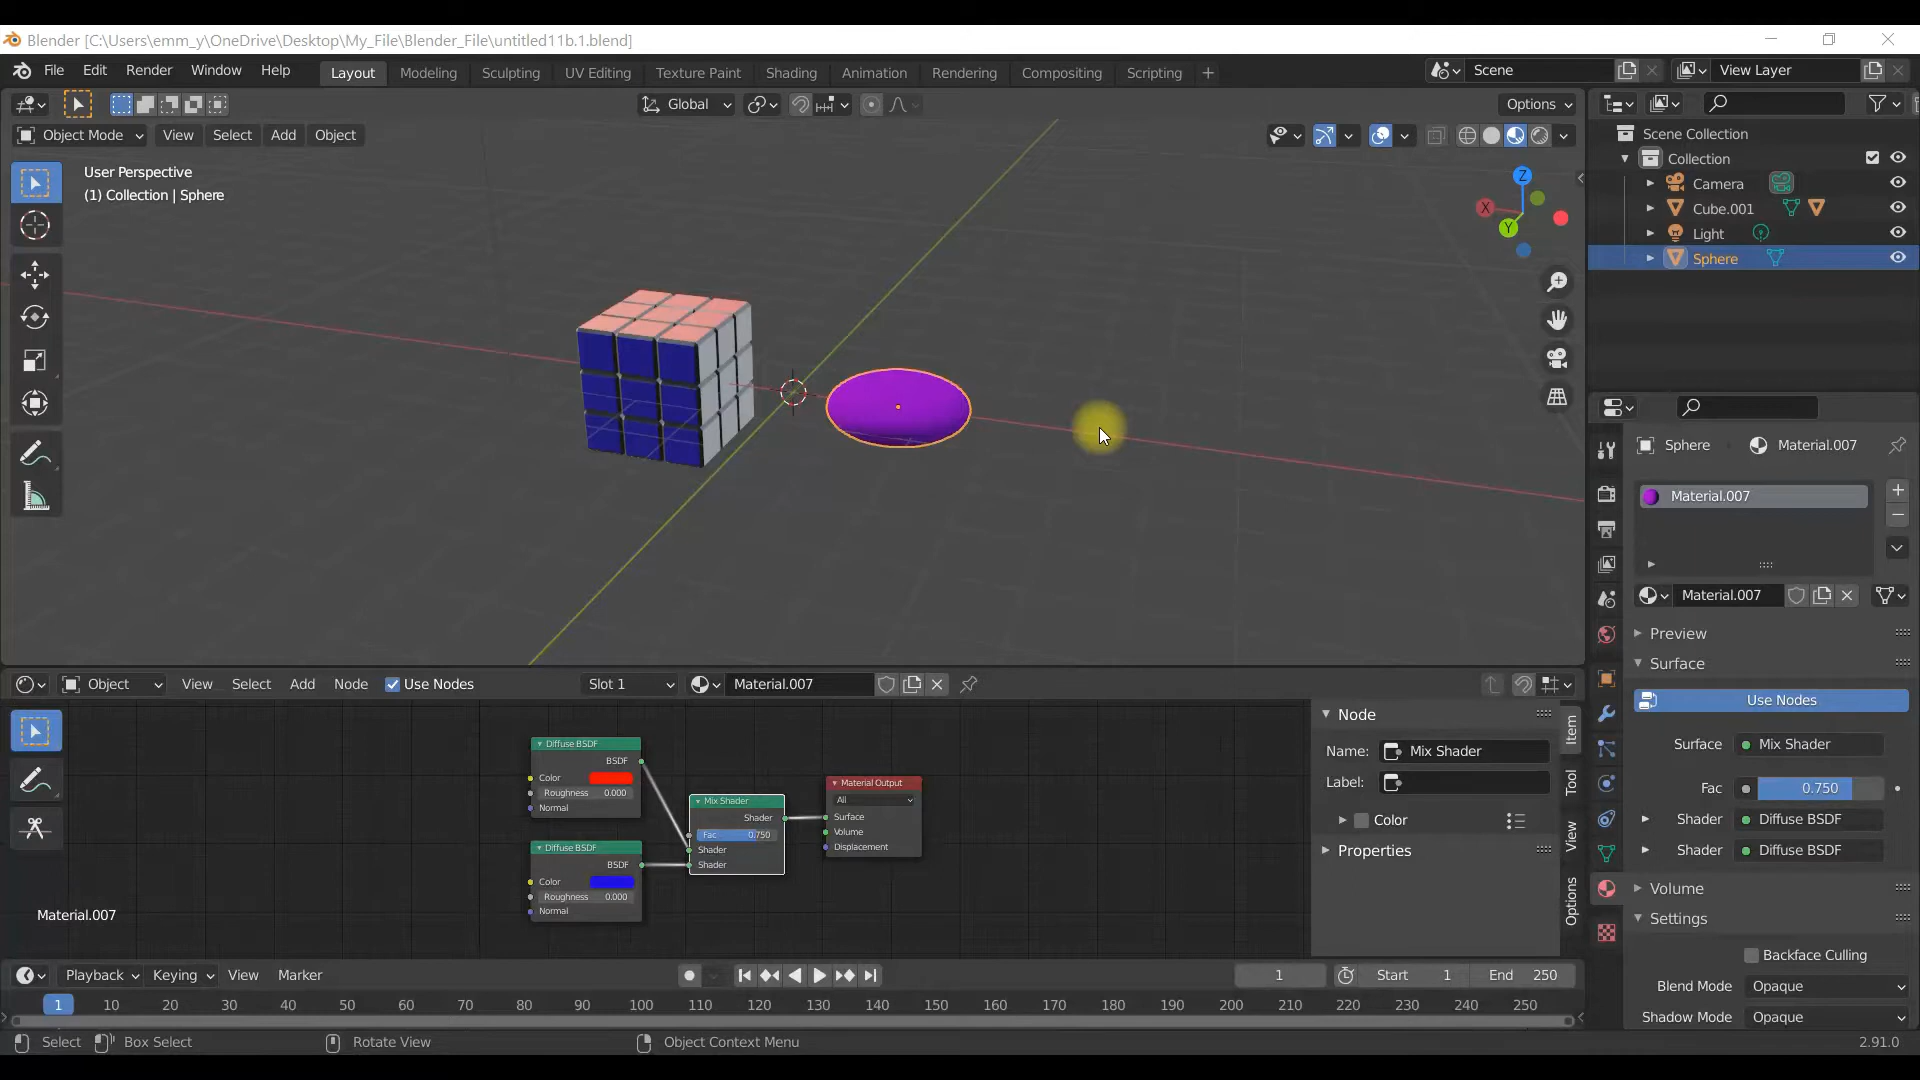 Blender [C:\Users\emm_y\OneDrive\Desktop\My_File\Blender_File\untitled11b.1.blend]
File Edit Render Window Help Layout Modeling Sculpting UV Editing Texture Paint Shading Animation Rendering Compositing Scripting + Scene View Layer
Global Options
Object Mode View Select Add Object
User Perspective
(1) Collection | Sphere
Z
X
Y
Scene Collection
Collection
Camera
Cube.001
Light
Sphere
Sphere Material.007
Material.007
Material.007
Preview
Surface
Use Nodes
Surface Mix Shader
Fac 0.750
Shader Diffuse BSDF
Shader Diffuse BSDF
Volume
Settings
Backface Culling
Blend Mode Opaque
Shadow Mode Opaque
Object View Select Add Node Use Nodes Slot 1 Material.007
Diffuse BSDF
BSDF
Color
Roughness 0.000
Normal
Diffuse BSDF
BSDF
Color
Roughness 0.000
Normal
Mix Shader
Shader
Fac 0.750
Shader
Shader
Material Output
All
Surface
Volume
Displacement
Material.007
Node
Name: Mix Shader
Label:
Color
Properties
Item
Tool
View
Options
Playback Keying View Marker 1 Start 1 End 250
1 10 20 30 40 50 60 70 80 90 100 110 120 130 140 150 160 170 180 190 200 210 220 230 240 250
Select Box Select Rotate View Object Context Menu 2.91.0